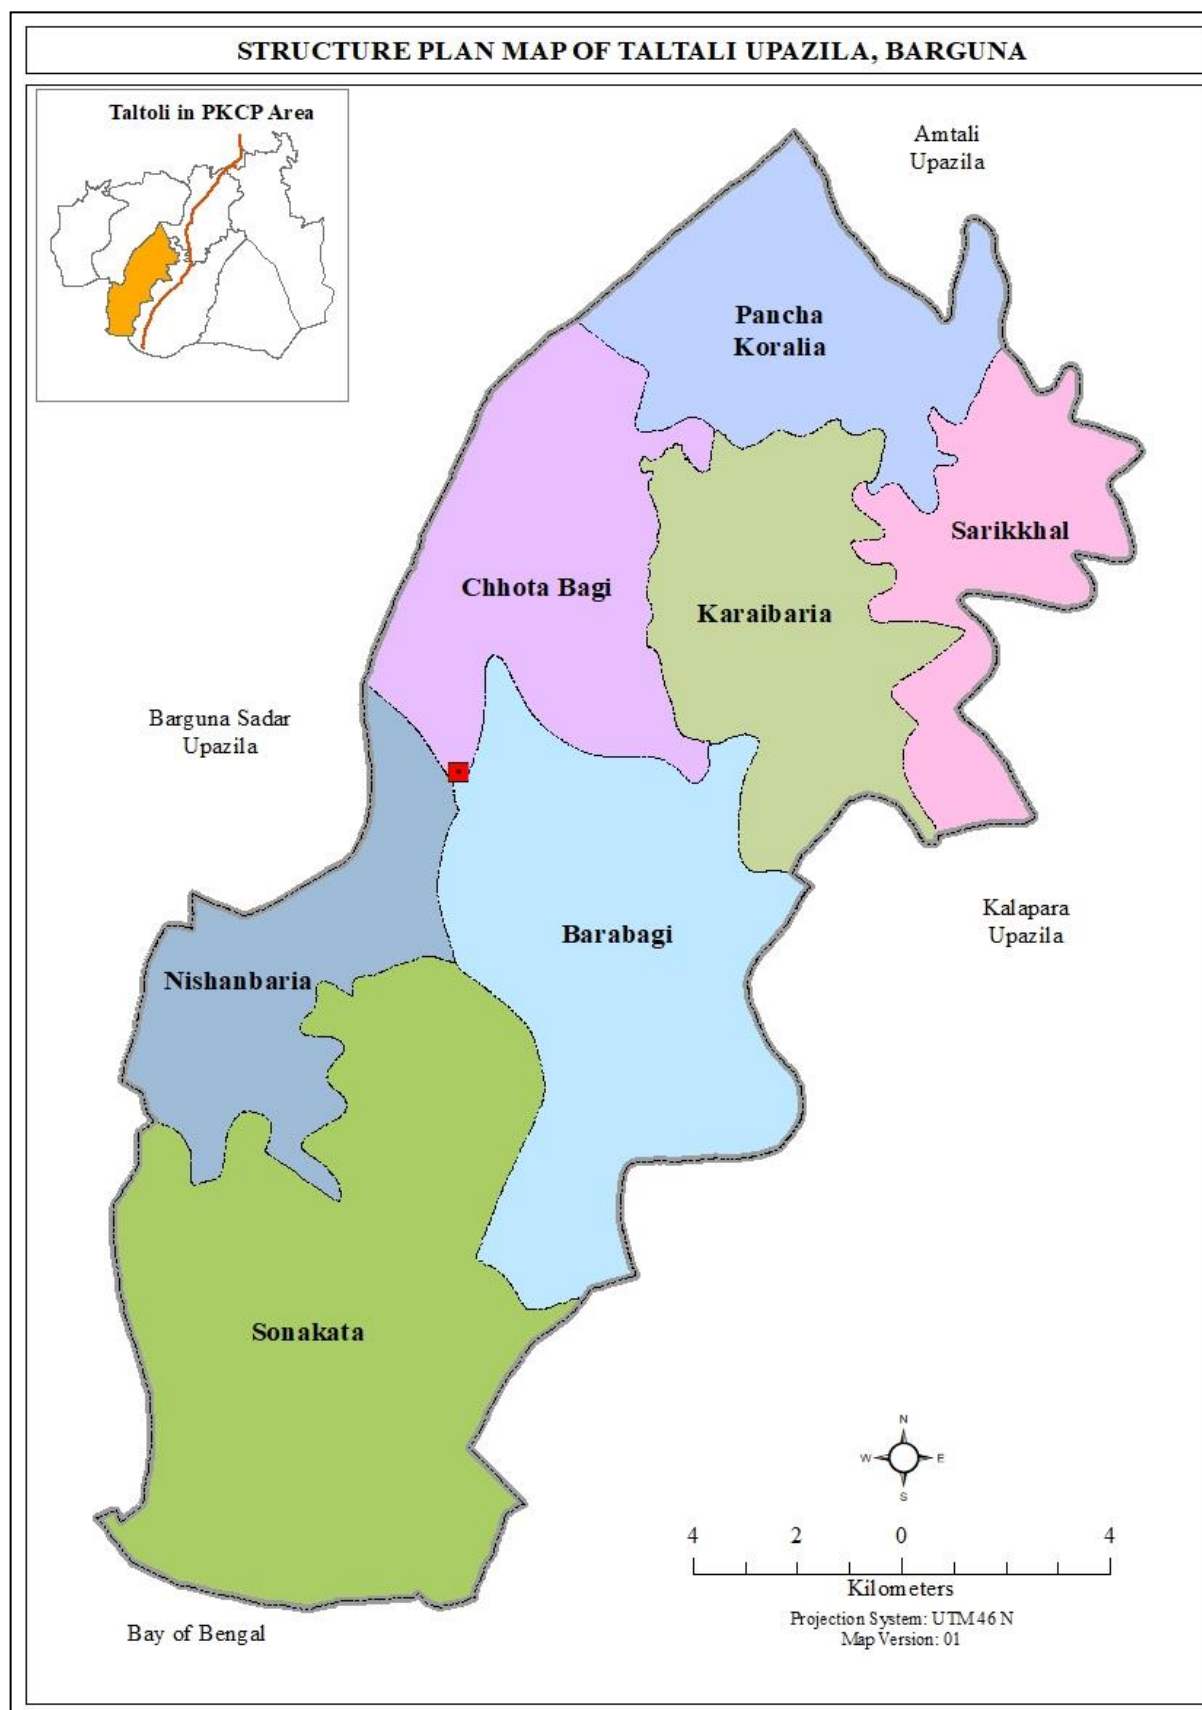 STRUCTURE PLAN MAP OF TALTALI UPAZILA, BARGUNA
Taltoli in PKCP Area
Amtali
Upazila
Pancha
Koralia
Sarikkhal
Chhota Bagi
Karaibaria
Barguna Sadar
Upazila
Kalapara
Upazila
Barabagi
Nishanbaria
Sonakata
N
W
E
S
4 2 0 4
Kilometers
Projection System: UTM 46 N
Map Version: 01
Bay of Bengal